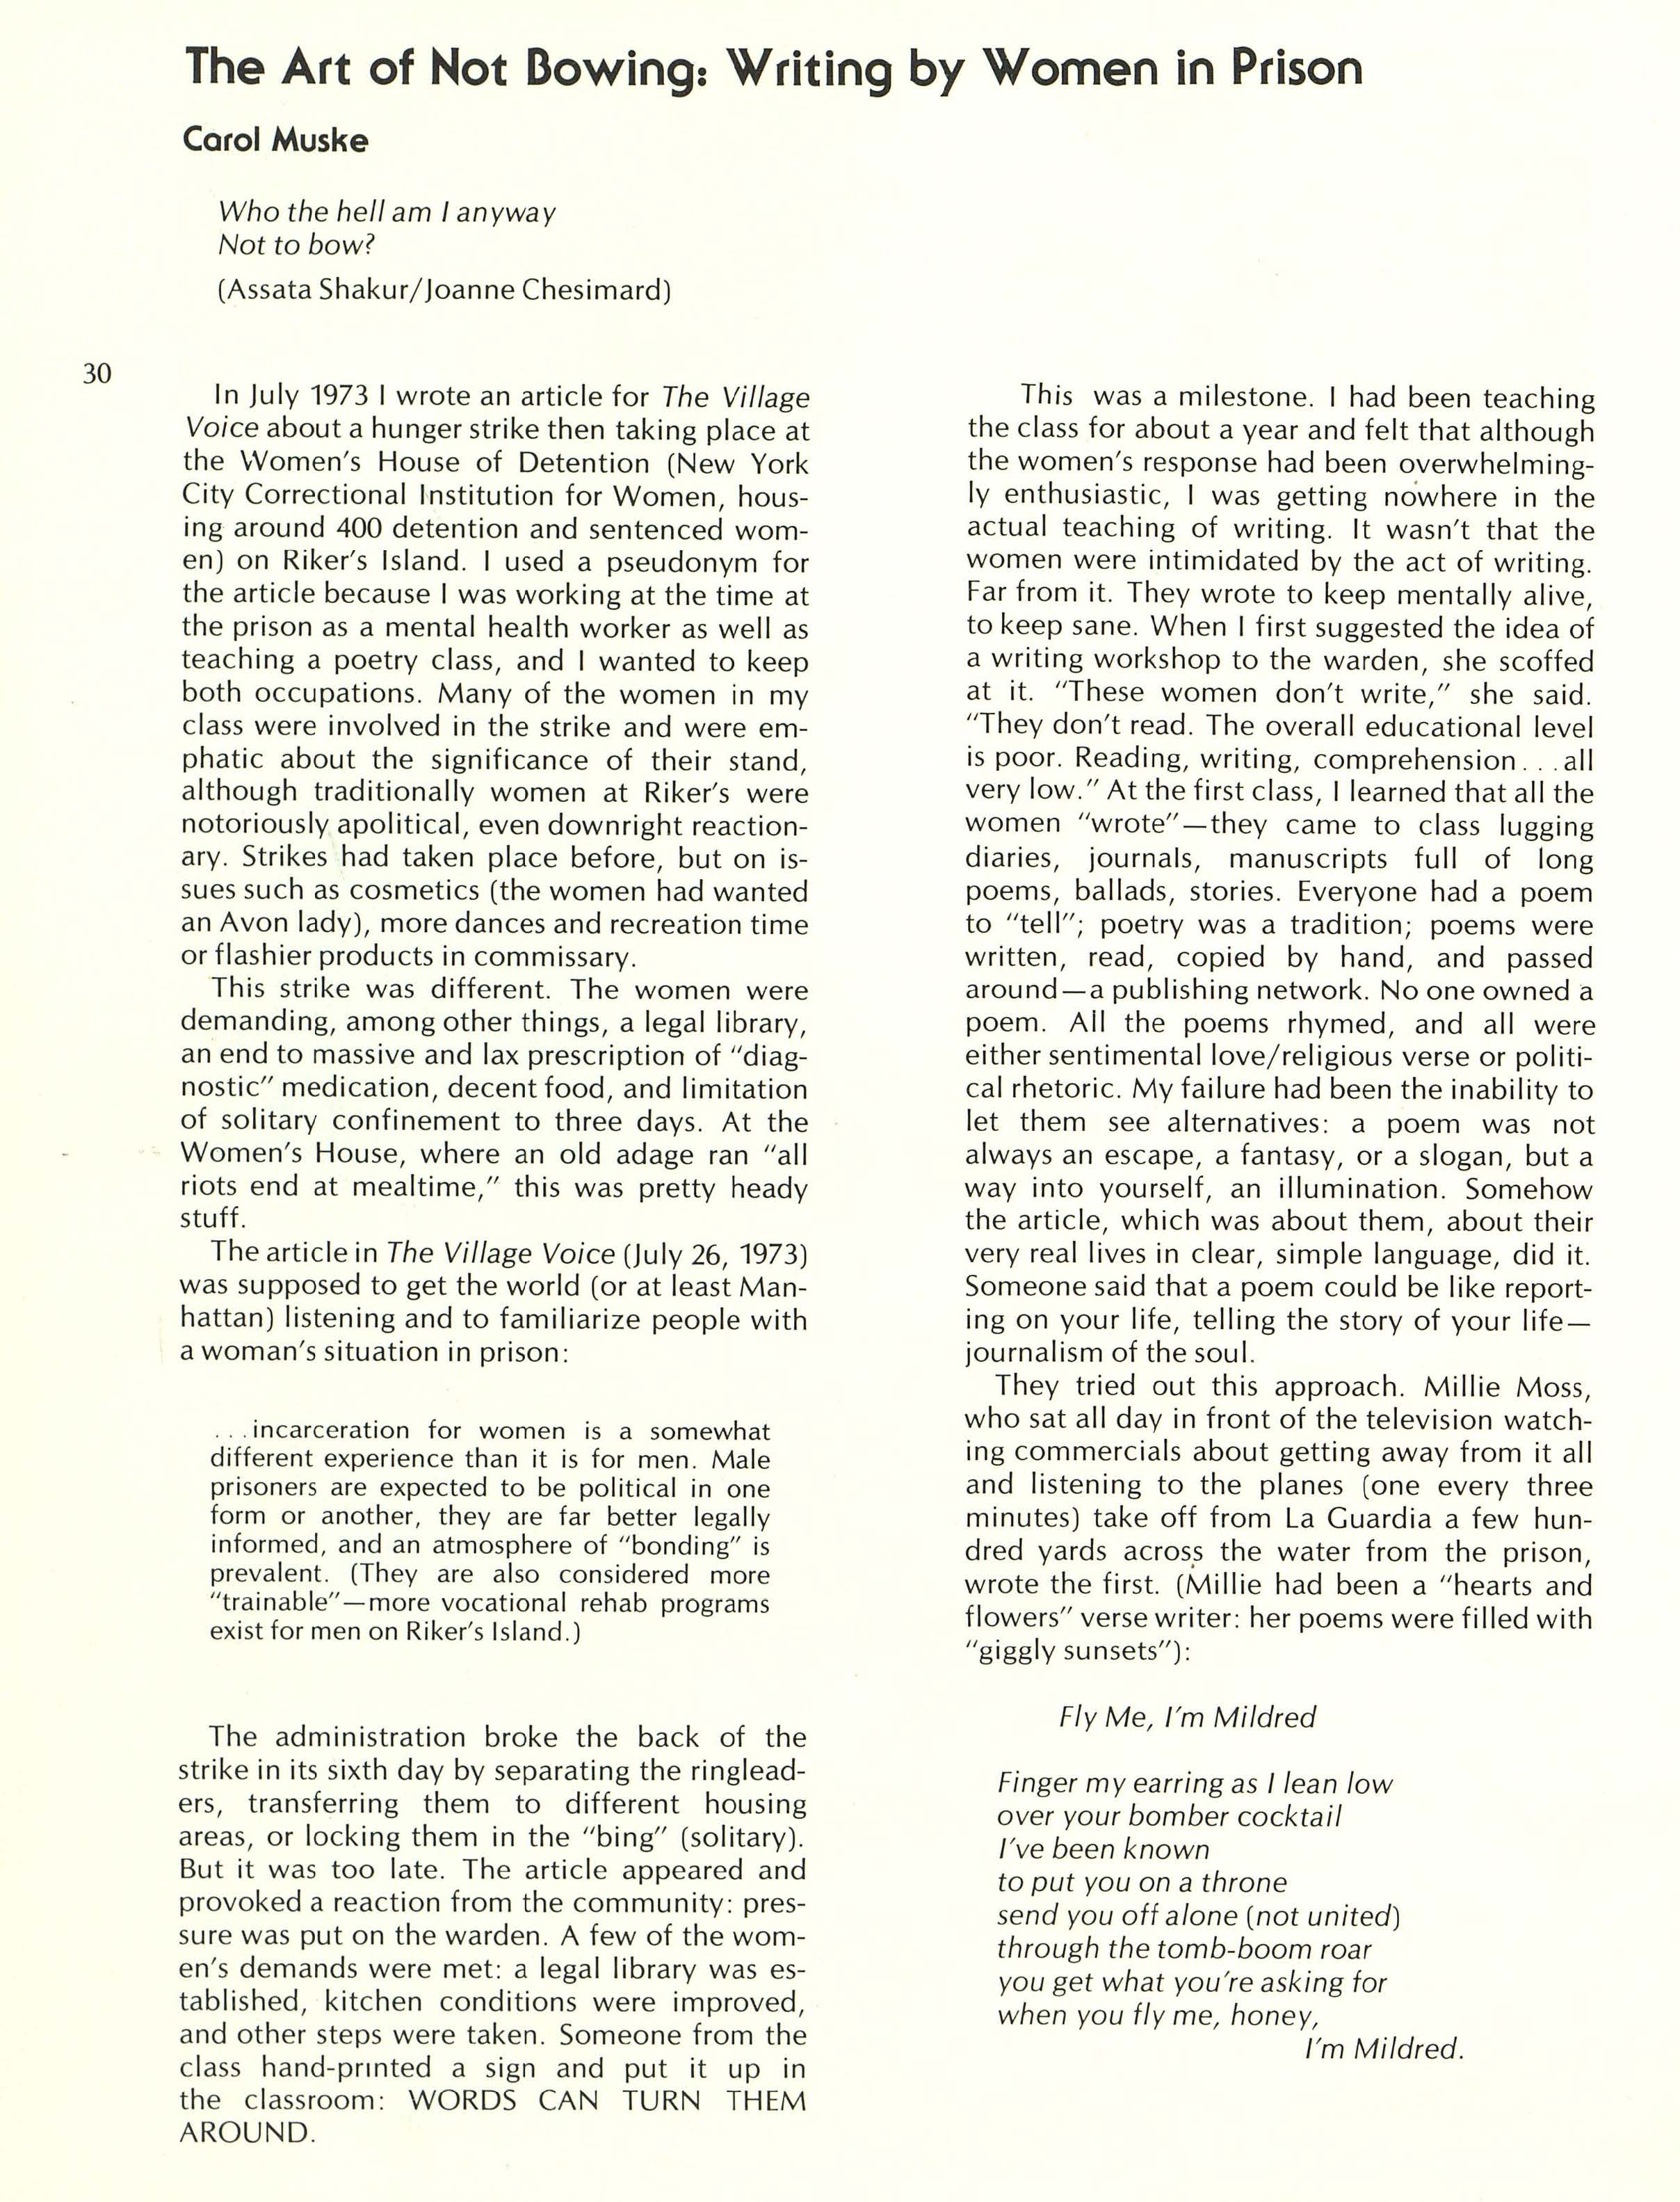 The Art of Not Bowing: Writing by Women in Prison
Carol Muske
Who the hell am I anyway
Not to bow?
(Assata Shakur/Joanne Chesimard)
30
In July 1973 I wrote an article for The Village
Voice about a hunger strike then taking place at
the Women's House of Detention (New York
City Correctional Institution for Women, hous-
ing around 400 detention and sentenced wom-
en) on Riker's Island. I used a pseudonym for
the article because I was working at the time at
the prison as a mental health worker as well as
teaching a poetry class, and I wanted to keep
both occupations. Many of the women in my
class were involved in the strike and were em-
phatic about the significance of their stand,
although traditionally women at Riker's were
notoriously apolitical, even downright reaction-
ary. Strikes had taken place before, but on is-
sues such as cosmetics (the women had wanted
an Avon lady), more dances and recreation time
or flashier products in commissary.
This strike was different. The women were
demanding, among other things, a legal library,
an end to massive and lax prescription of "diag-
nostic" medication, decent food, and limitation
of solitary confinement to three days. At the
Women's House, where an old adage ran "all
riots end at mealtime," this was pretty heady
stuff.
The article in The Village Voice (July 26, 1973)
was supposed to get the world (or at least Man-
hattan) listening and to familiarize people with
a woman's situation in prison:
...incarceration for women is a somewhat
different experience than it is for men. Male
prisoners are expected to be political in one
form or another, they are far better legally
informed, and an atmosphere of "bonding" is
prevalent. (They are also considered more
"trainable"—more vocational rehab programs
exist for men on Riker's Island.)
The administration broke the back of the
strike in its sixth day by separating the ringlead-
ers, transferring them to different housing
areas, or locking them in the "bing" (solitary).
But it was too late. The article appeared and
provoked a reaction from the community: pres-
sure was put on the warden. A few of the wom-
en's demands were met: a legal library was es-
tablished, kitchen conditions were improved,
and other steps were taken. Someone from the
class hand-printed a sign and put it up in
the classroom: WORDS CAN TURN THEM
AROUND.
This was a milestone. I had been teaching
the class for about a year and felt that although
the women's response had been overwhelming-
ly enthusiastic, I was getting nowhere in the
actual teaching of writing. It wasn't that the
women were intimidated by the act of writing.
Far from it. They wrote to keep mentally alive,
to keep sane. When I first suggested the idea of
a writing workshop to the warden, she scoffed
at it. "These women don't write," she said.
"They don't read. The overall educational level
is poor. Reading, writing, comprehension...all
very low." At the first class, I learned that all the
women "wrote"—they came to class lugging
diaries, journals, manuscripts full of long
poems, ballads, stories. Everyone had a poem
to "tell"; poetry was a tradition; poems were
written, read, copied by hand, and passed
around—a publishing network. No one owned a
poem. All the poems rhymed, and all were
either sentimental love/religious verse or politi-
cal rhetoric. My failure had been the inability to
let them see alternatives: a poem was not
always an escape, a fantasy, or a slogan, but a
way into yourself, an illumination. Somehow
the article, which was about them, about their
very real lives in clear, simple language, did it.
Someone said that a poem could be like report-
ing on your life, telling the story of your life—
journalism of the soul.
They tried out this approach. Millie Moss,
who sat all day in front of the television watch-
ing commercials about getting away from it all
and listening to the planes (one every three
minutes) take off from La Guardia a few hun-
dred yards across the water from the prison,
wrote the first. (Millie had been a "hearts and
flowers" verse writer: her poems were filled with
"giggly sunsets"):
Fly Me, I'm Mildred
Finger my earring as I lean low
over your bomber cocktail
I've been known
to put you on a throne
send you off alone (not united)
through the tomb-boom roar
you get what you're asking for
when you fly me, honey,
I'm Mildred.